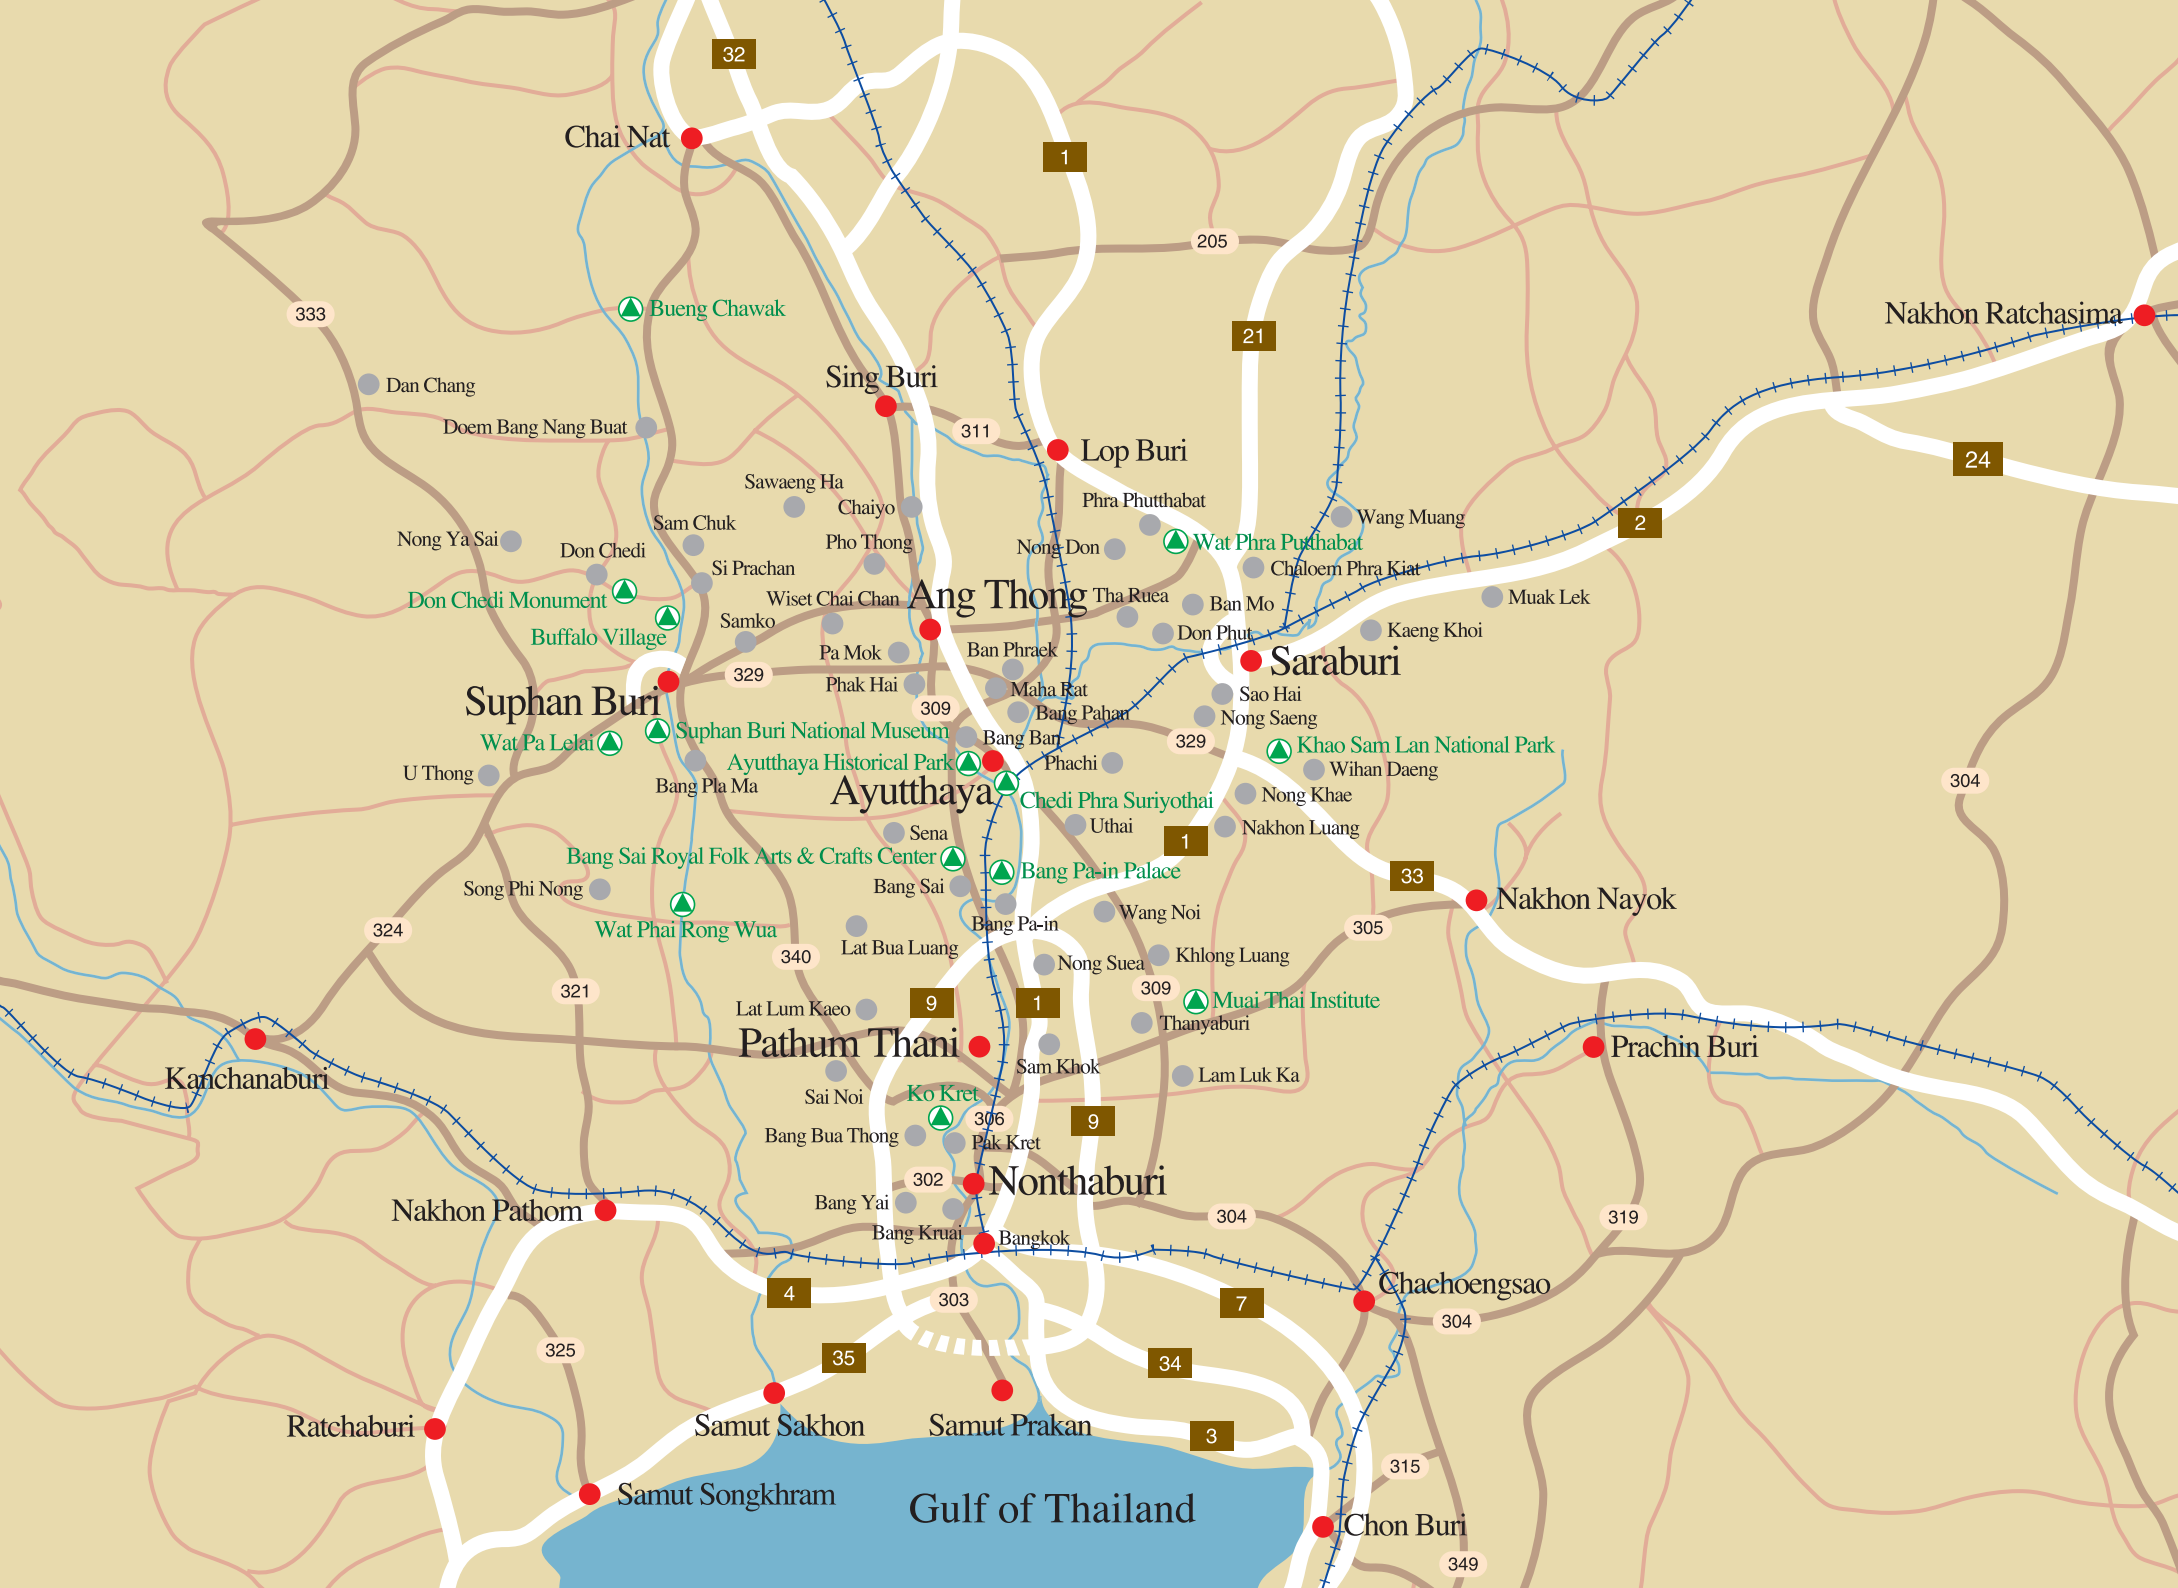 32
Chai Nat
1
205
Bueng Chawak
333
21
Nakhon Ratchasima
Sing Buri
Dan Chang
Doem Bang Nang Buat
311
Lop Buri
24
Sawaeng Ha
Chaiyo
Phra Phutthabat
Wang Muang
2
Sam Chuk
Nong Ya Sai
Don Chedi
Pho Thong
Nong Don
Wat Phra Putthabat
Si Prachan
Chaloem Phra Kiat
Don Chedi Monument
Wiset Chai Chan
Ang Thong
Tha Ruea
Ban Mo
Muak Lek
Buffalo Village
Samko
Don Phut
Kaeng Khoi
Pa Mok
Ban Phraek
Saraburi
329
Phak Hai
Maha Rat
Sao Hai
Suphan Buri
309
Bang Pahan
Nong Saeng
Suphan Buri National Museum
Bang Ban
329
Khao Sam Lan National Park
Wat Pa Lelai
Ayutthaya Historical Park
Phachi
Wihan Daeng
U Thong
Bang Pla Ma
Ayutthaya
Chedi Phra Suriyothai
Nong Khae
304
Sena
Uthai
Nakhon Luang
1
Bang Sai Royal Folk Arts & Crafts Center
Bang Pa-in Palace
33
Song Phi Nong
Bang Sai
Nakhon Nayok
Wang Noi
Bang Pa-in
324
Wat Phai Rong Wua
305
Lat Bua Luang
340
Khlong Luang
Nong Suea
321
309
9
1
Muai Thai Institute
Lat Lum Kaeo
Thanyaburi
Pathum Thani
Prachin Buri
Kanchanaburi
Sam Khok
Lam Luk Ka
Sai Noi
Ko Kret
306
9
Bang Bua Thong
Pak Kret
302
Nonthaburi
Nakhon Pathom
Bang Yai
304
319
Bang Kruai
Bangkok
4
303
7
Chachoengsao
304
325
35
34
Ratchaburi
Samut Sakhon
Samut Prakan
3
315
Samut Songkhram
Gulf of Thailand
Chon Buri
349